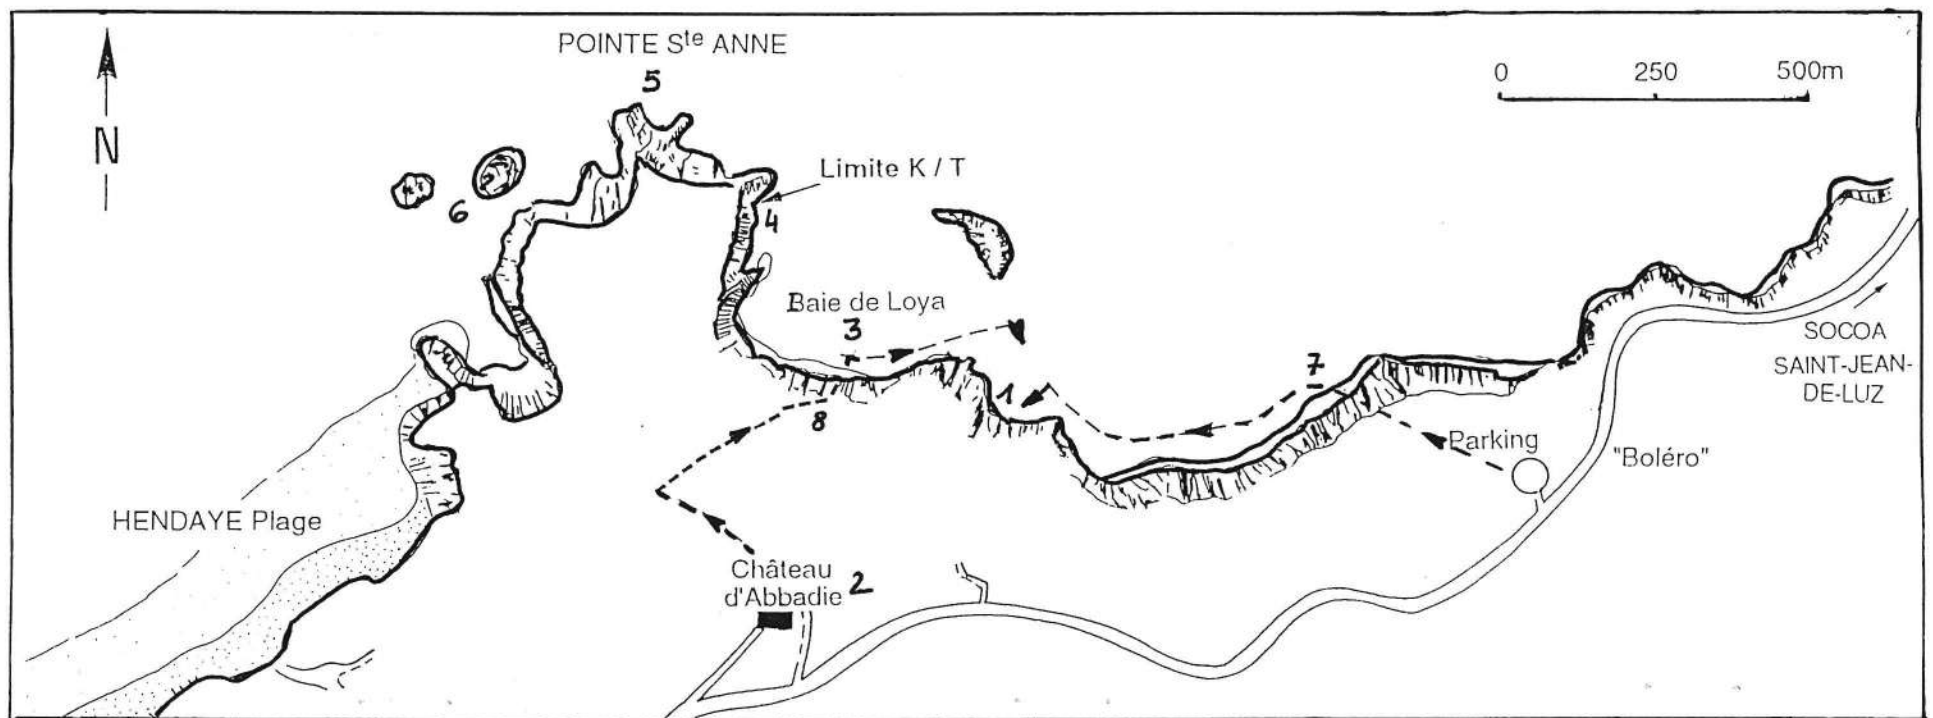 POINTE Ste ANNE
5
0 250 500m
N
Limite K / T
6
4
Baie de Loya
3
SOCOA
SAINT-JEAN-
DE-LUZ
7
1
8
Parking
"Boléro"
HENDAYE Plage
Château
d'Abbadie 2